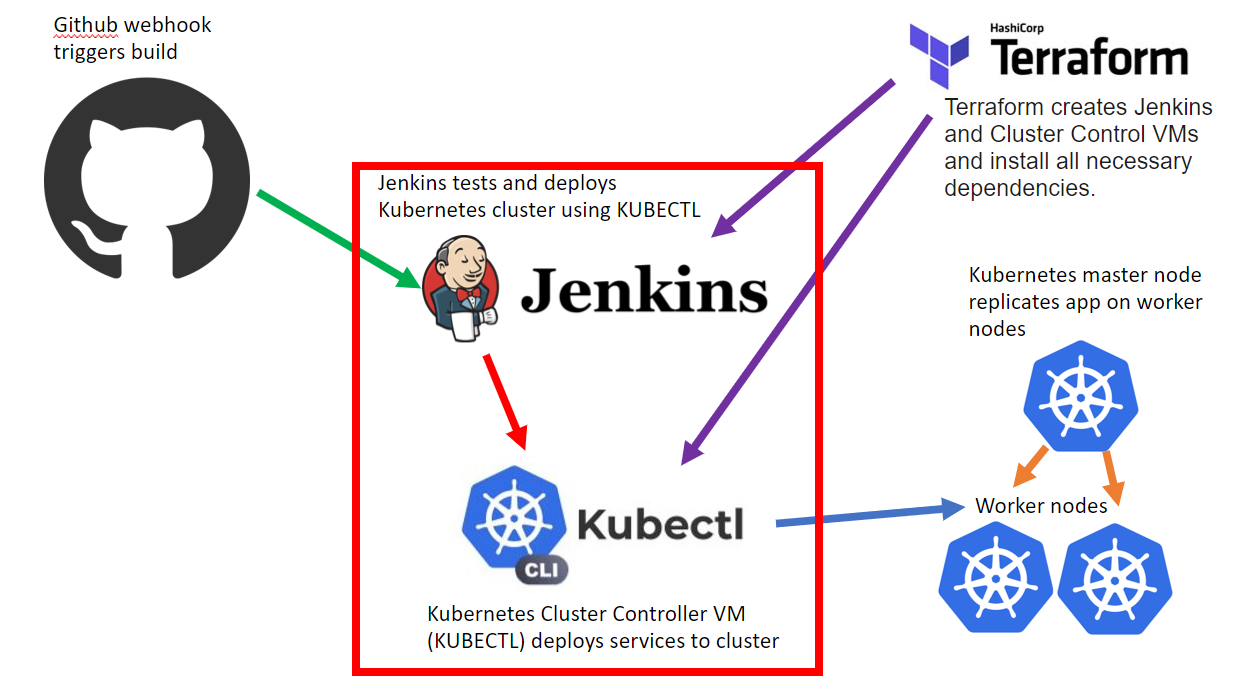 Github webhook
triggers build
HashiCorp
Terraform
Terraform creates Jenkins
and Cluster Control VMs
and install all necessary
dependencies.
Jenkins tests and deploys
Kubernetes cluster using KUBECTL
Jenkins
Kubernetes master node
replicates app on worker
nodes
Worker nodes
Kubectl
CLI
Kubernetes Cluster Controller VM
(KUBECTL) deploys services to cluster